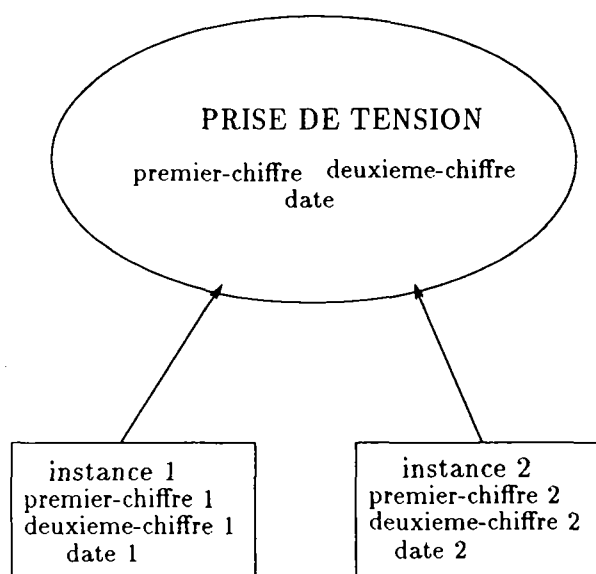 PRISE DE TENSION
premier-chiffre deuxieme-chiffre
date
instance 1
premier-chiffre 1
deuxieme-chiffre 1
date 1
instance 2
premier-chiffre 2
deuxieme-chiffre 2
date 2